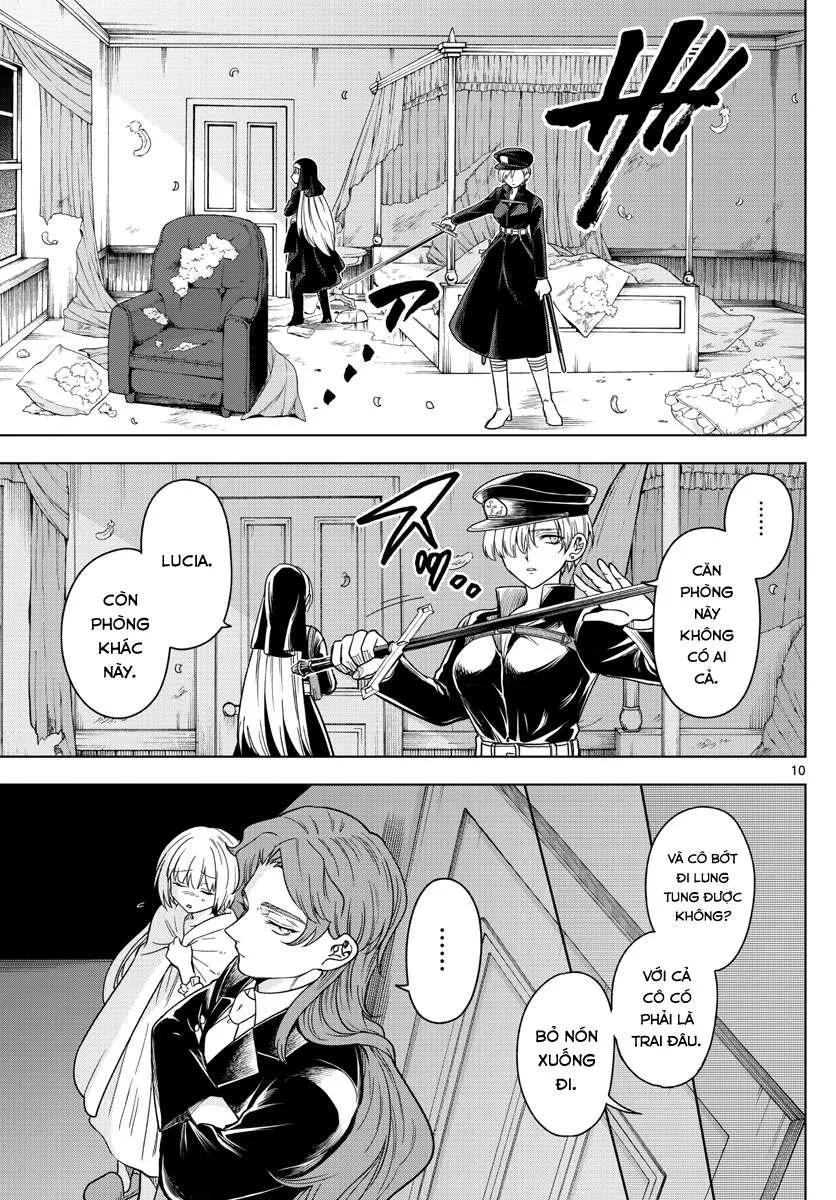 ……
CĂN
PHÒNG
NÀY
KHÔNG
CÓ AI
CẢ.
LUCIA.
CÒN
PHÒNG
KHÁC
NÀY.
10
VÀ CÔ BỚT
ĐI LUNG
TUNG ĐƯỢC
KHÔNG?
VỚI CẢ
CÔ CÓ
PHẢI LÀ
TRAI ĐÂU.
BỎ NÓN
XUỐNG
ĐI.
……